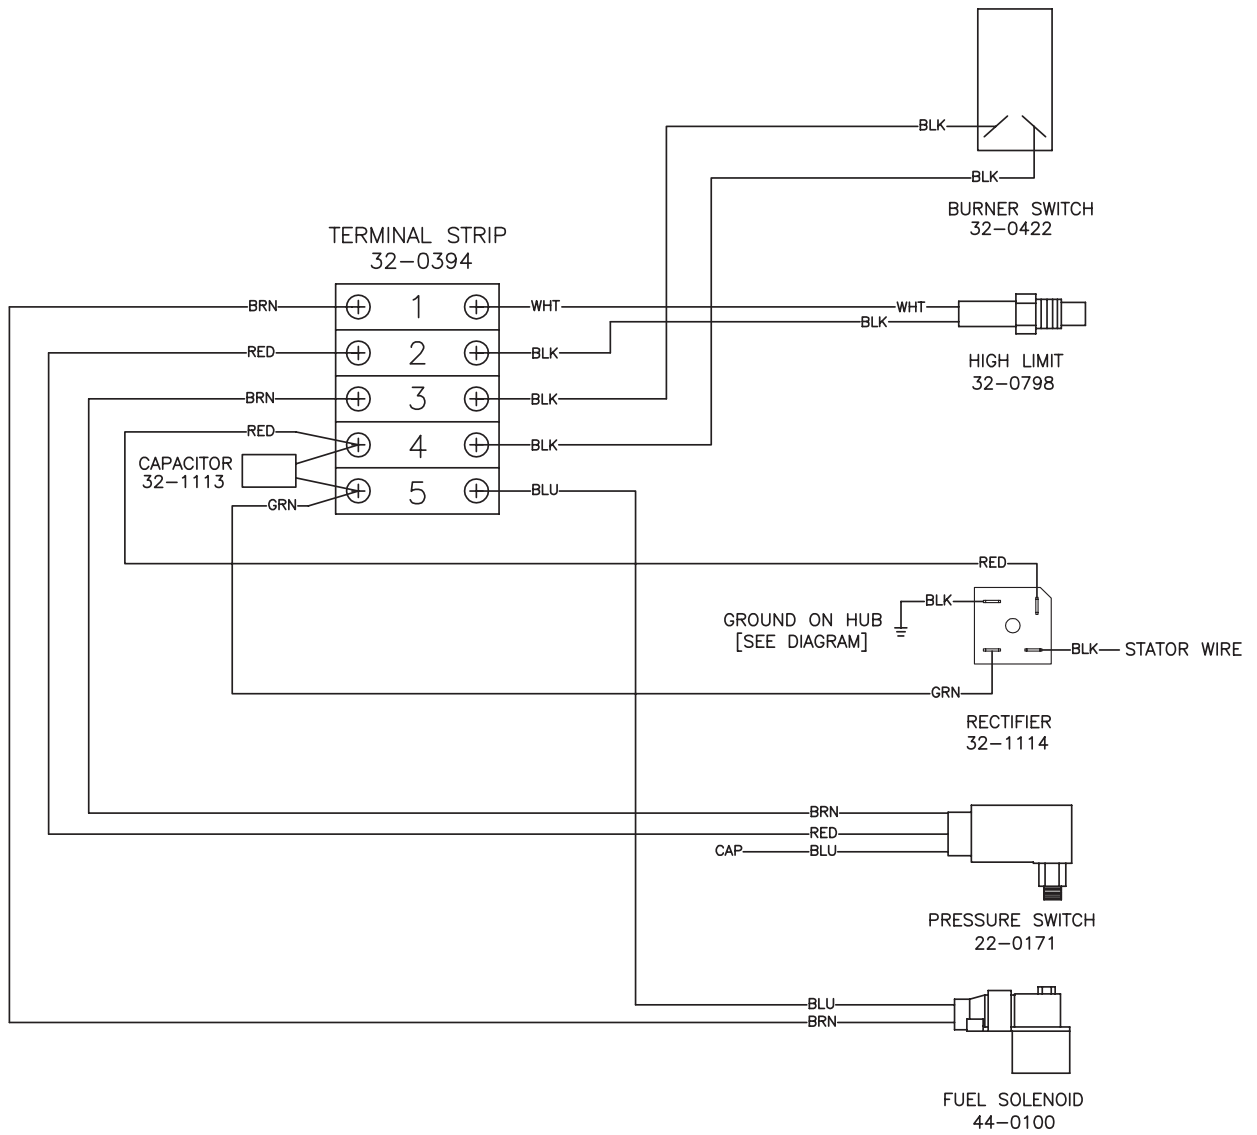 BLK
BLK
BURNER SWITCH
32-0422
TERMINAL STRIP
32-0394
BRN 1 WHT WHT
BLK
RED 2 BLK
HIGH LIMIT
32-0798
BRN 3 BLK
RED
4 BLK
CAPACITOR
32-1113
5 BLU
GRN
RED
BLK
GROUND ON HUB
[SEE DIAGRAM]
BLK STATOR WIRE
GRN
RECTIFIER
32-1114
BRN
RED
CAP BLU
PRESSURE SWITCH
22-0171
BLU
BRN
FUEL SOLENOID
44-0100